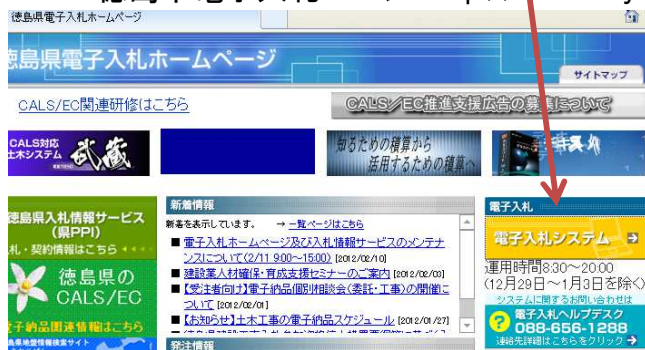 徳島県電子入札ホームページ
徳島県電子入札ホームページ
サイトマップ
CALS/EC関連研修はこちら
CALS/EC推進支援広告の募集について
CALS対応
土木システム
武蔵
知るための積算から
活用するための積算へ
徳島県入札情報サービス
(県PPI)
札・契約情報はこちら
徳島県の
CALS/EC
電子納品関連情報はこちら
島県地盤情報検索サイト
新着情報
新着を表示しています。 → 一覧ページはこちら
■ 電子入札ホームページ及び入札情報サービスのメンテナ
ンスについて(2/11 9:00~15:00) [2012/02/10]
■ 建設業人材確保・育成支援セミナーのご案内 [2012/02/03]
■ 【受注者向け】電子納品個別相談会(委託・工事)の開催に
ついて [2012/02/01]
■ 【お知らせ】土木工事の電子納品スケジュール [2012/01/27]
発注情報
電子入札
電子入札システム
運用時間8:30~20:00
(12月29日~1月3日を除く)
システムに関するお問い合わせは
電子入札ヘルプデスク
088-656-1288
連絡先詳細はこちらをクリック